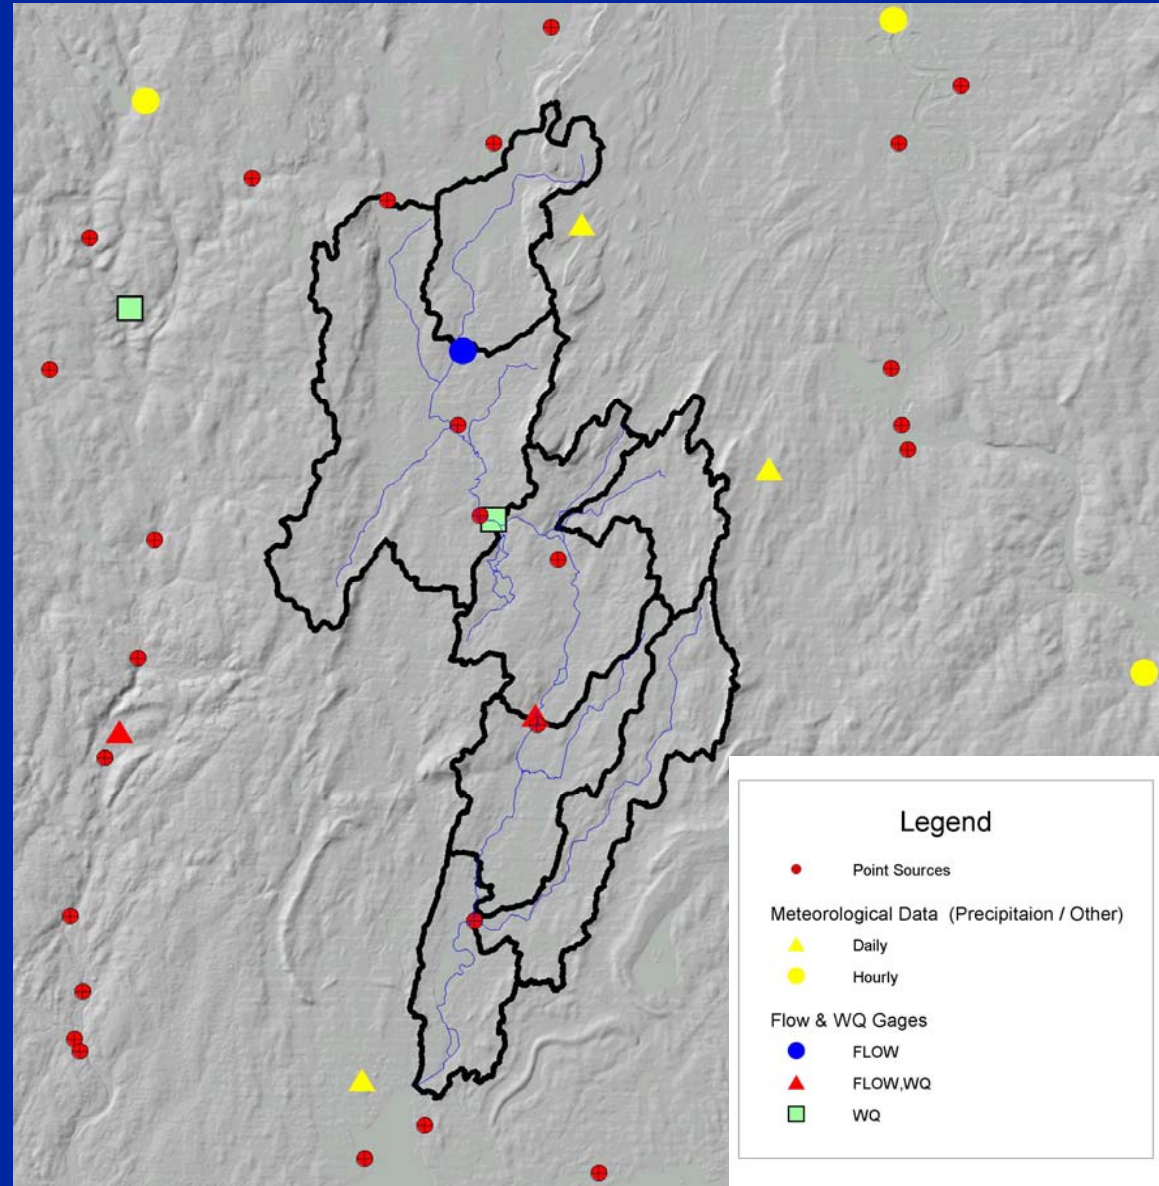 Legend
Point Sources
Meteorological Data (Precipitaion / Other)
Daily
Hourly
Flow & WQ Gages
FLOW
FLOW,WQ
WQ